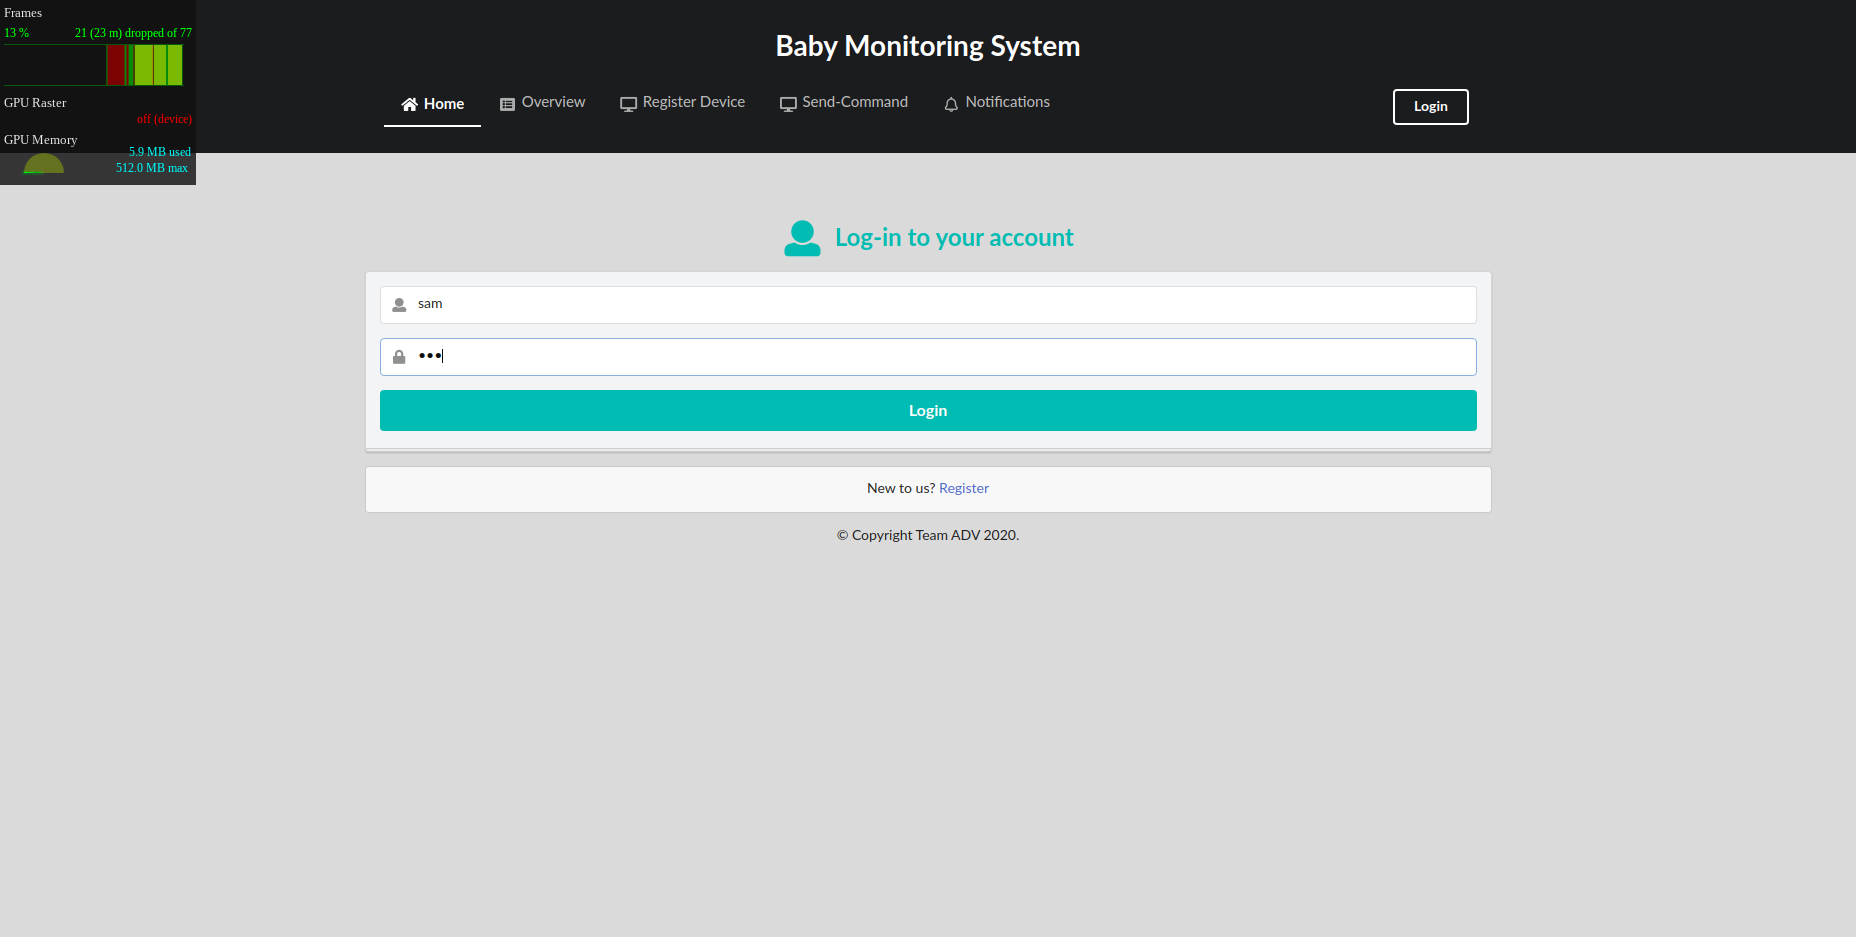 Frames
13 % 21 (23 m) dropped of 77
GPU Raster
off (device)
GPU Memory
5.9 MB used
512.0 MB max
Baby Monitoring System
Home Overview Register Device Send-Command Notifications Login
Log-in to your account
sam
•••
Login
New to us? Register
© Copyright Team ADV 2020.